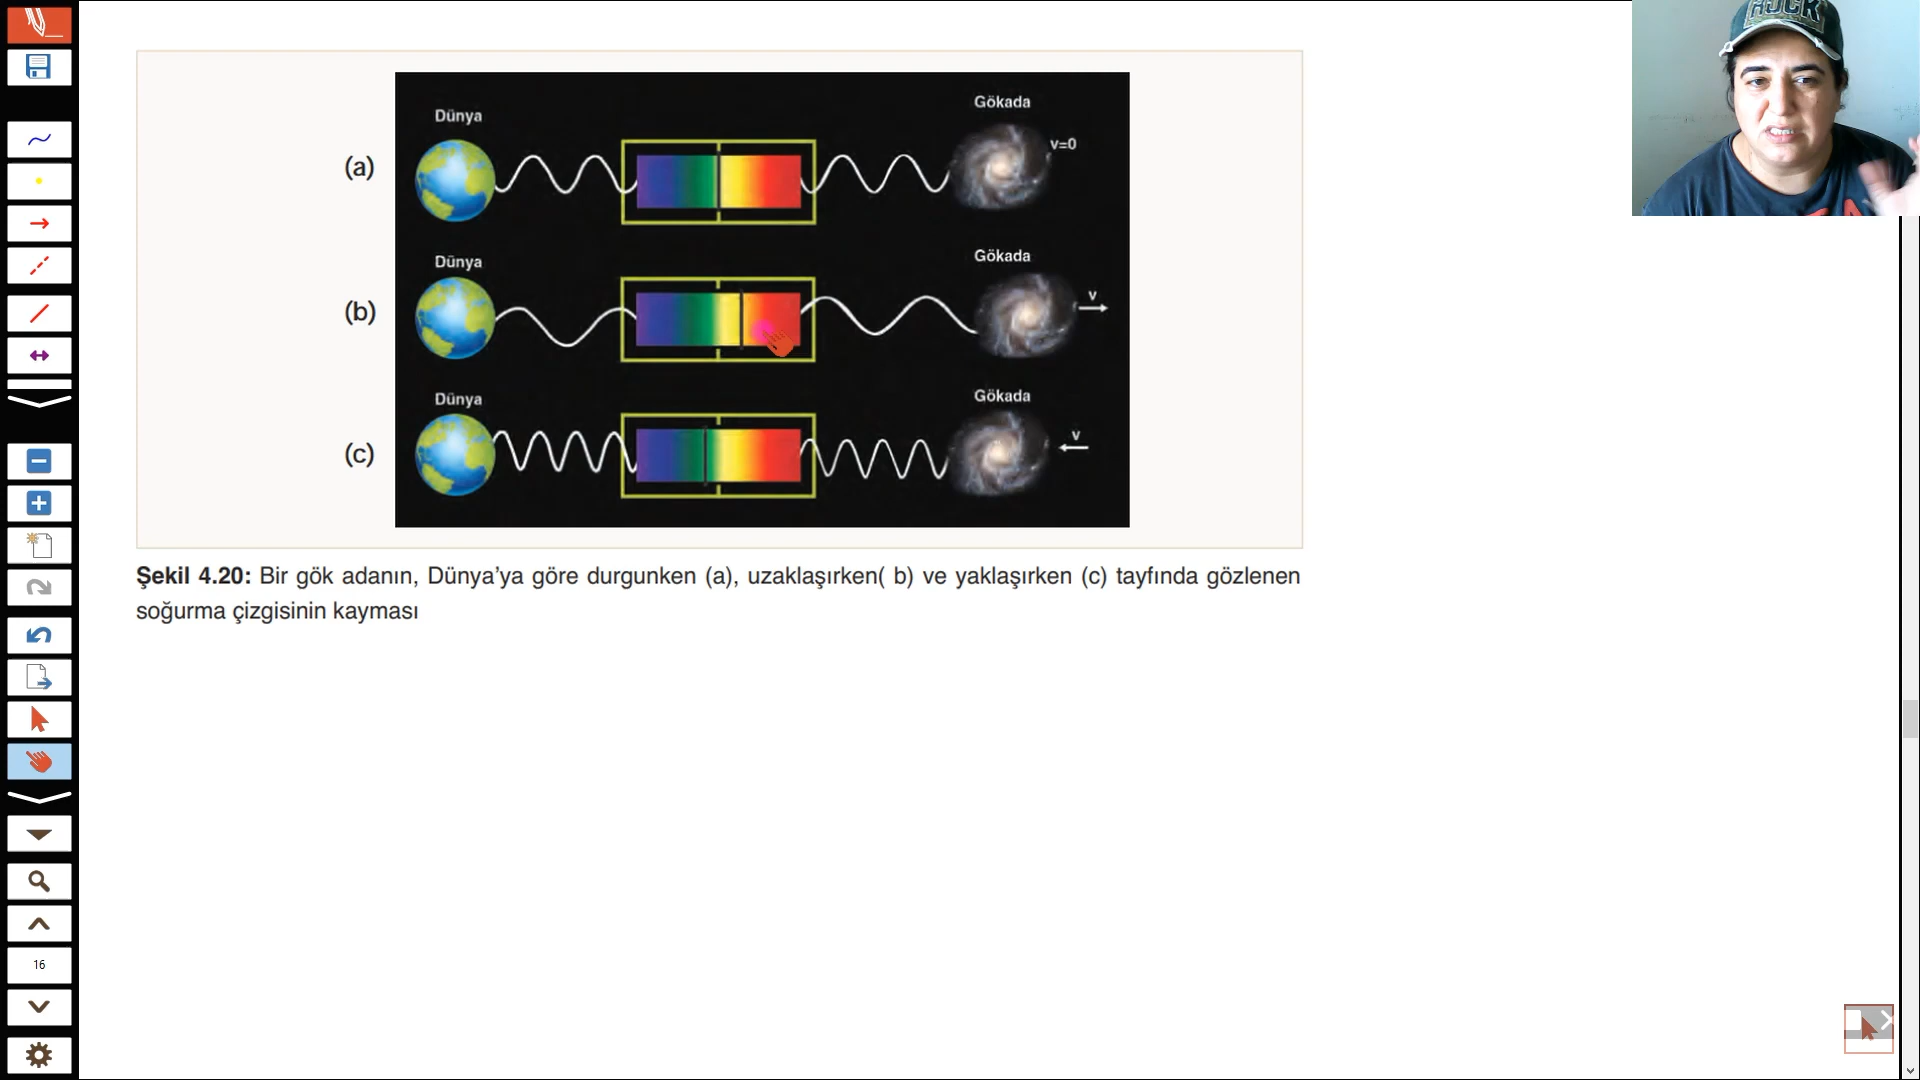 ROCK
Dünya
Gökada
(a)
v=0
Dünya
Gökada
(b)
v
Dünya
Gökada
(c)
v
Şekil 4.20: Bir gök adanın, Dünya'ya göre durgunken (a), uzaklaşırken( b) ve yaklaşırken (c) tayfında gözlenen
soğurma çizgisinin kayması
16